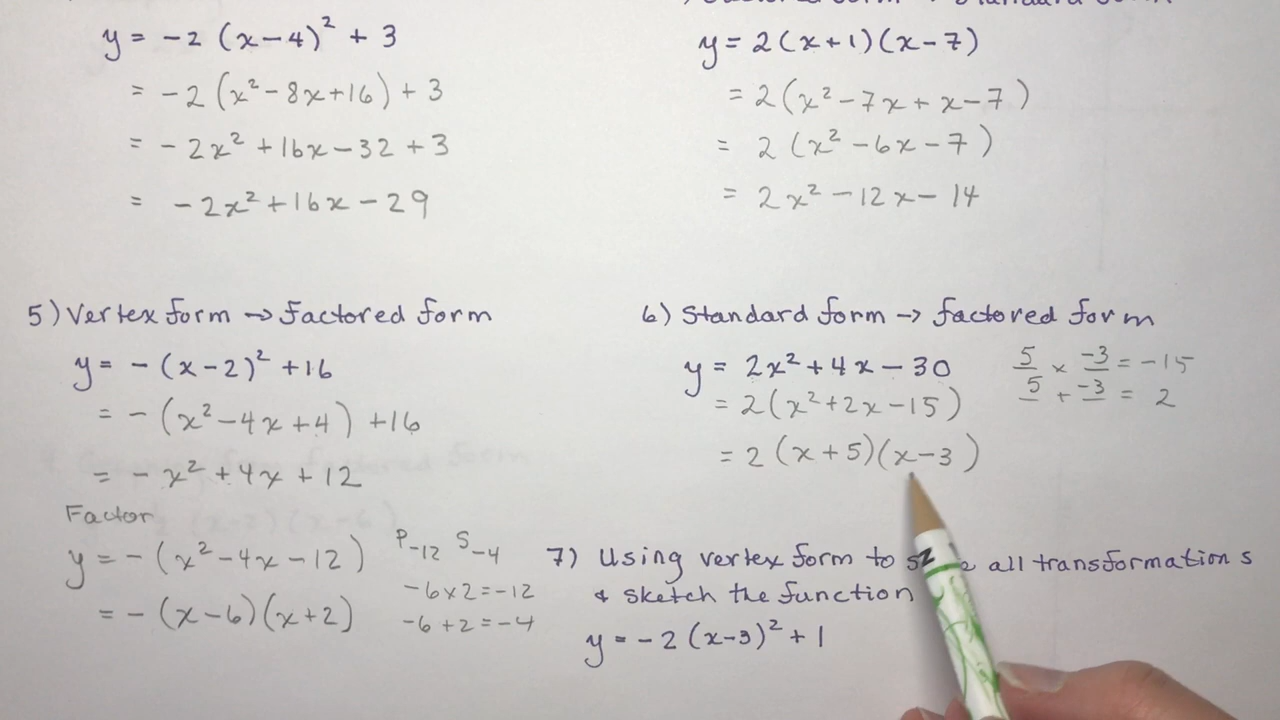 y = -2 (x-4)² + 3
= -2 (x² - 8x + 16) + 3
= -2x² + 16x - 32 + 3
= -2x² + 16x - 29
y = 2(x+1)(x-7)
= 2(x² - 7x + x - 7)
= 2(x² - 6x - 7)
= 2x² - 12x - 14
5) Vertex form → factored form
y = -(x-2)² + 16
= -(x² - 4x + 4) + 16
= -x² + 4x + 12
Factor
y = -(x² - 4x - 12)
= -(x-6)(x+2)
P -12 S -4
-6 x 2 = -12
-6 + 2 = -4
6) Standard form → factored form
y = 2x² + 4x - 30
= 2(x² + 2x - 15)
= 2(x+5)(x-3)
5 x -3 = -15
5 + -3 = 2
7) Using vertex form to all transformations
& sketch the function
y = -2(x-3)² + 1